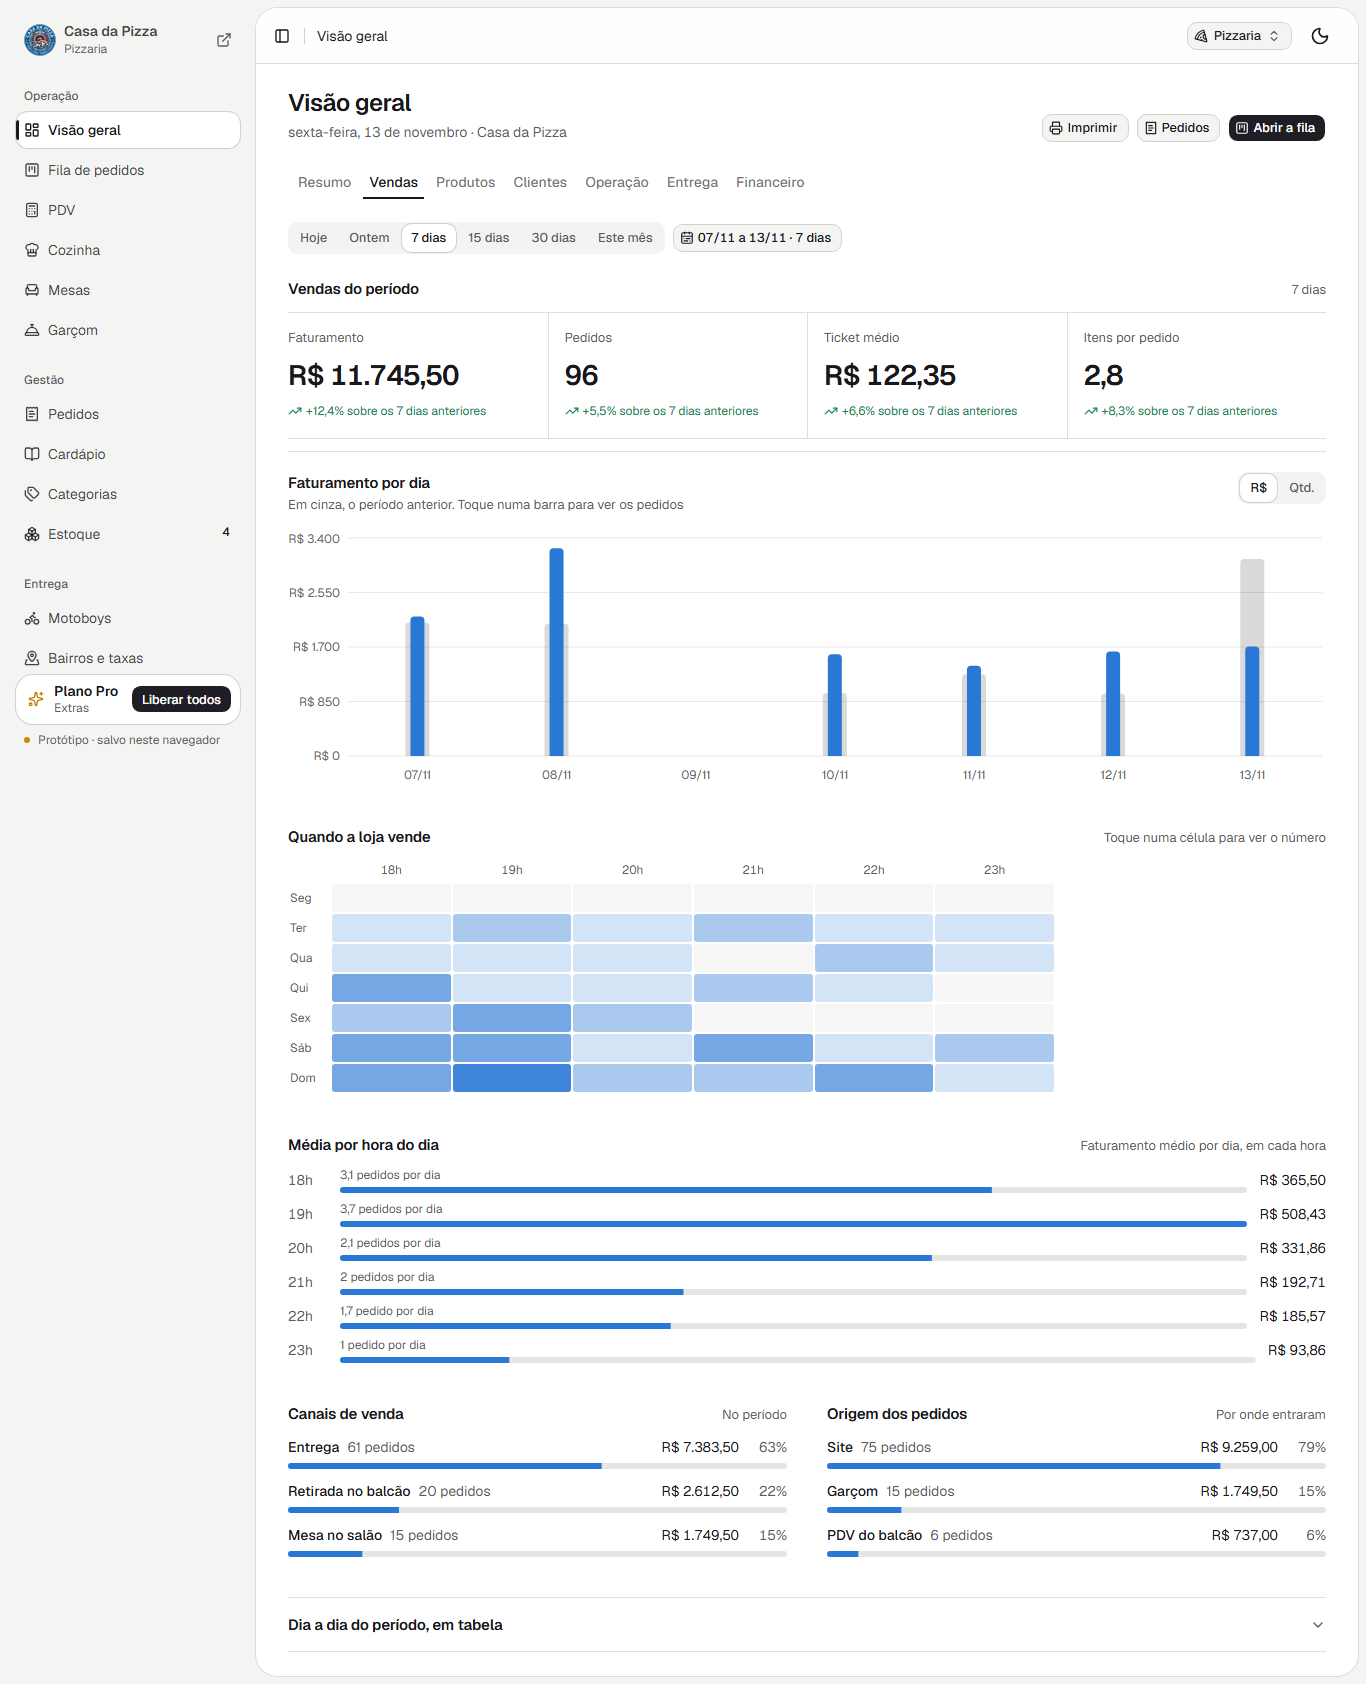 Casa da Pizza
Pizzaria
Operação
Visão geral
Fila de pedidos
PDV
Cozinha
Mesas
Garçom
Gestão
Pedidos
Cardápio
Categorias
Estoque 4
Entrega
Motoboys
Bairros e taxas
Plano Pro
Extras
Liberar todos
Protótipo · salvo neste navegador
Visão geral
Pizzaria
Visão geral
sexta-feira, 13 de novembro · Casa da Pizza
Imprimir Pedidos Abrir a fila
Resumo Vendas Produtos Clientes Operação Entrega Financeiro
Hoje Ontem 7 dias 15 dias 30 dias Este mês 07/11 a 13/11 · 7 dias
Vendas do período 7 dias
Faturamento Pedidos Ticket médio Itens por pedido
R$ 11.745,50 96 R$ 122,35 2,8
+12,4% sobre os 7 dias anteriores +5,5% sobre os 7 dias anteriores +6,6% sobre os 7 dias anteriores +8,3% sobre os 7 dias anteriores
Faturamento por dia
Em cinza, o período anterior. Toque numa barra para ver os pedidos
R$ Qtd.
R$ 3.400
R$ 2.550
R$ 1.700
R$ 850
R$ 0
07/11 08/11 09/11 10/11 11/11 12/11 13/11
Quando a loja vende Toque numa célula para ver o número
18h 19h 20h 21h 22h 23h
Seg
Ter
Qua
Qui
Sex
Sáb
Dom
Média por hora do dia Faturamento médio por dia, em cada hora
18h 3,1 pedidos por dia R$ 365,50
19h 3,7 pedidos por dia R$ 508,43
20h 2,1 pedidos por dia R$ 331,86
21h 2 pedidos por dia R$ 192,71
22h 1,7 pedido por dia R$ 185,57
23h 1 pedido por dia R$ 93,86
Canais de venda No período
Entrega 61 pedidos R$ 7.383,50 63%
Retirada no balcão 20 pedidos R$ 2.612,50 22%
Mesa no salão 15 pedidos R$ 1.749,50 15%
Origem dos pedidos Por onde entraram
Site 75 pedidos R$ 9.259,00 79%
Garçom 15 pedidos R$ 1.749,50 15%
PDV do balcão 6 pedidos R$ 737,00 6%
Dia a dia do período, em tabela